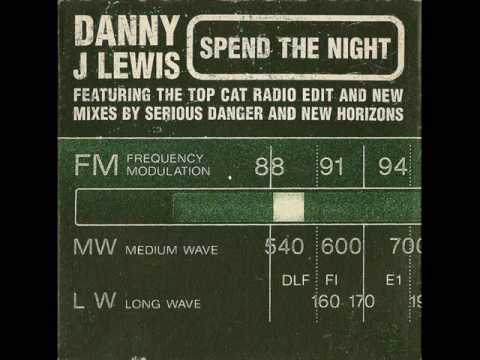 DANNY
J LEWIS
SPEND THE NIGHT
FEATURING THE TOP CAT RADIO EDIT AND NEW
MIXES BY SERIOUS DANGER AND NEW HORIZONS
FM FREQUENCY MODULATION 88 91 94
MW MEDIUM WAVE 540 600 700
DLF FI E1
LW LONG WAVE 160 170